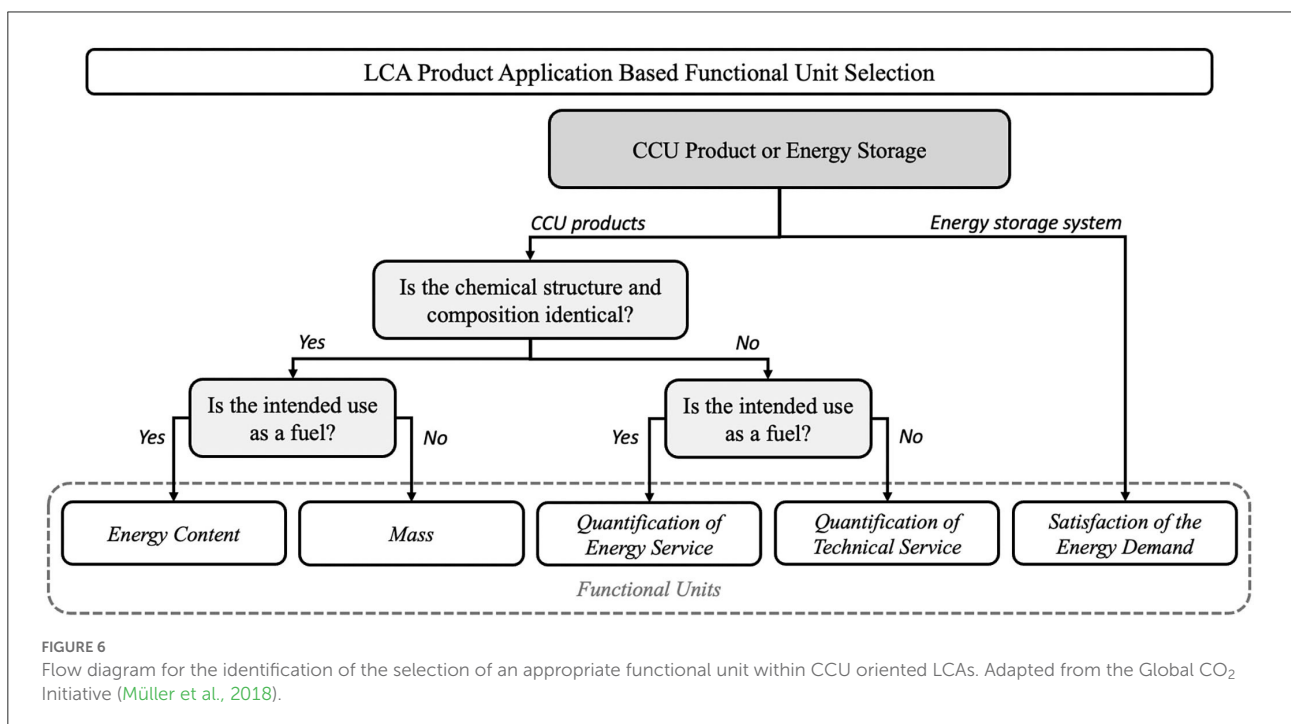 LCA Product Application Based Functional Unit Selection
CCU Product or Energy Storage
CCU products
Energy storage system
Is the chemical structure and
composition identical?
Yes
No
Is the intended use
as a fuel?
Is the intended use
as a fuel?
Yes
No
Yes
No
Energy Content
Mass
Quantification of
Energy Service
Quantification of
Technical Service
Satisfaction of the
Energy Demand
Functional Units
FIGURE 6
Flow diagram for the identification of the selection of an appropriate functional unit within CCU oriented LCAs. Adapted from the Global CO₂
Initiative (Müller et al., 2018).